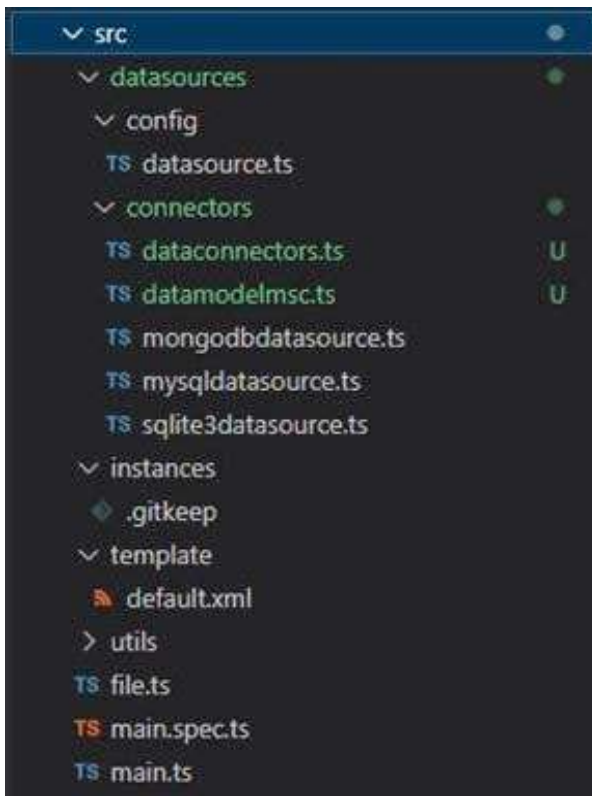 src
datasources
config
TS datasource.ts
connectors
TS dataconnectors.ts U
TS datamodelmsc.ts U
TS mongodbdatasource.ts
TS mysqldatasource.ts
TS sqlite3datasource.ts
instances
.gitkeep
template
default.xml
utils
TS file.ts
TS main.spec.ts
TS main.ts